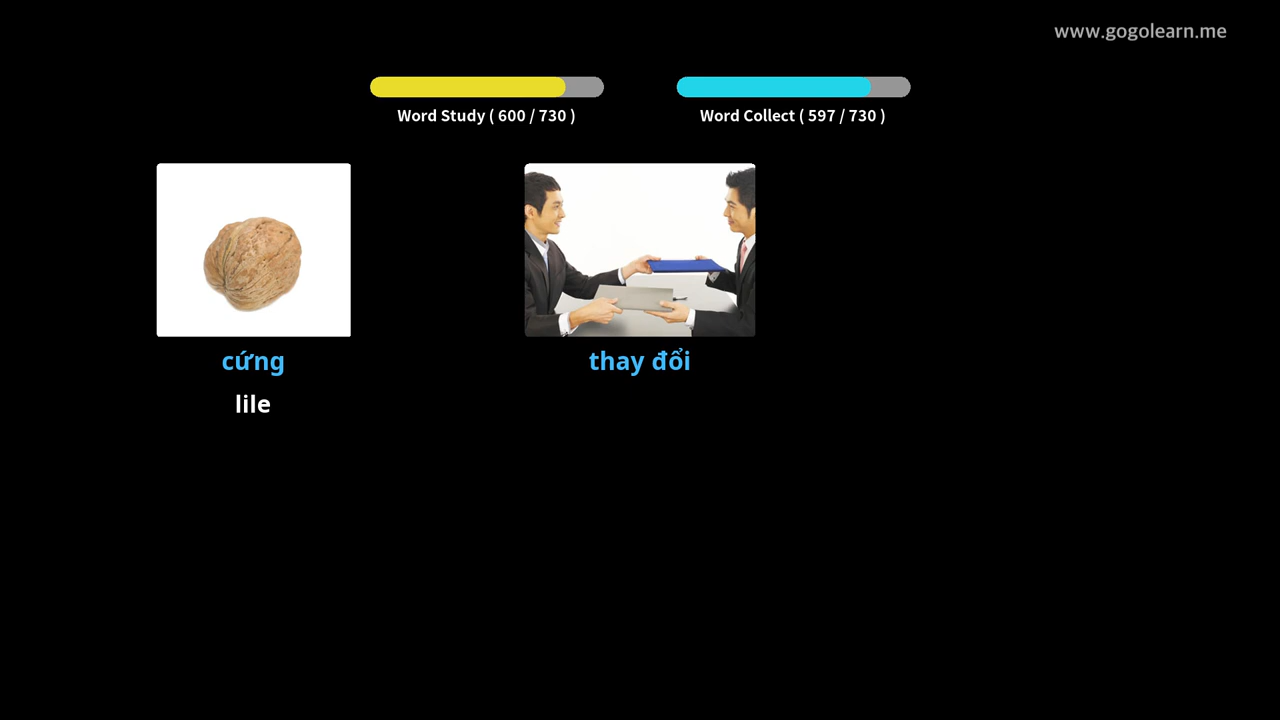 www.gogolearn.me
Word Study ( 600 / 730 )
Word Collect ( 597 / 730 )
cứng
thay đổi
lile